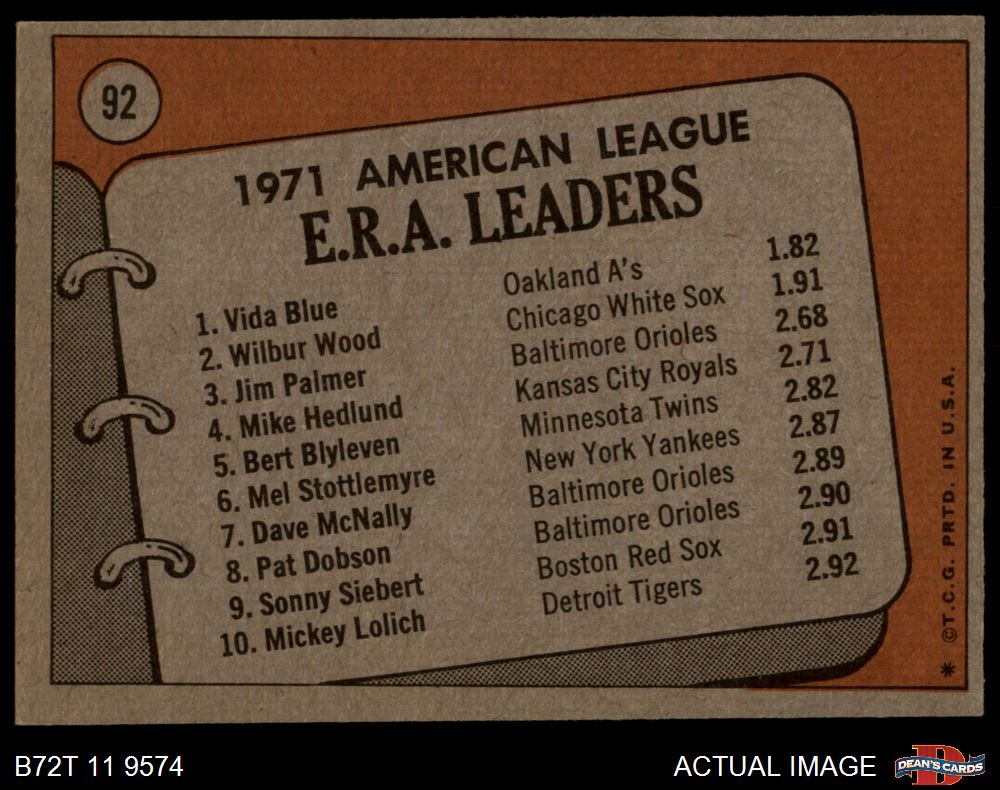 92
1971 AMERICAN LEAGUE
E.R.A. LEADERS
1. Vida Blue Oakland A's 1.82
2. Wilbur Wood Chicago White Sox 1.91
3. Jim Palmer Baltimore Orioles 2.68
4. Mike Hedlund Kansas City Royals 2.71
5. Bert Blyleven Minnesota Twins 2.82
6. Mel Stottlemyre New York Yankees 2.87
7. Dave McNally Baltimore Orioles 2.89
8. Pat Dobson Baltimore Orioles 2.90
9. Sonny Siebert Boston Red Sox 2.91
10. Mickey Lolich Detroit Tigers 2.92
* ©T.C.G. PRTD. IN U.S.A.
B72T 11 9574
ACTUAL IMAGE
D
DEAN'S CARDS